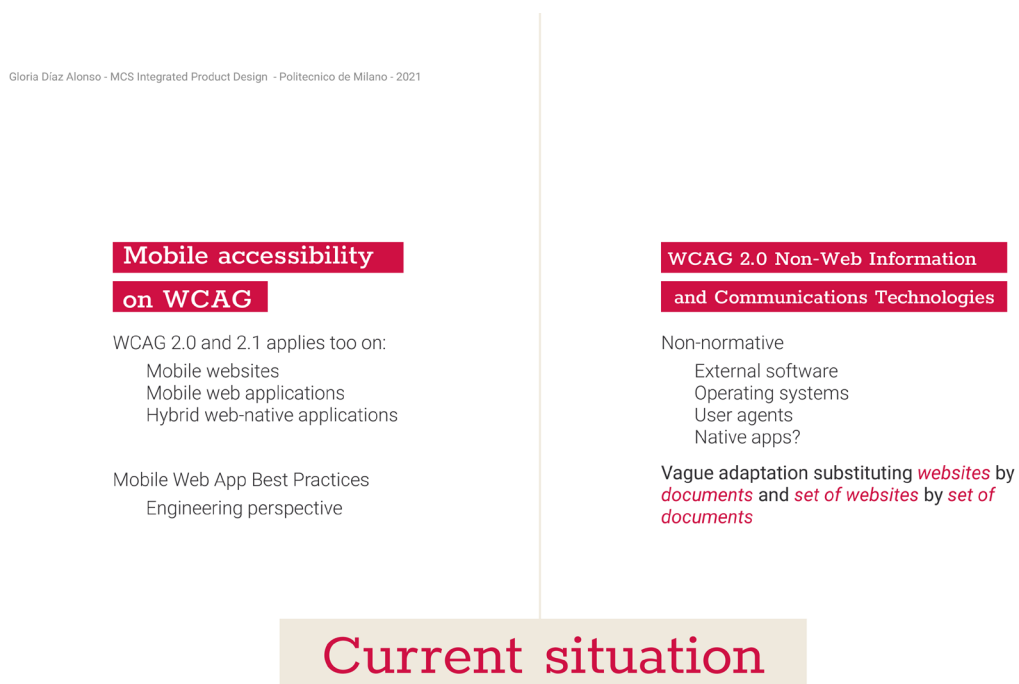 Gloria Díaz Alonso - MCS Integrated Product Design - Politecnico de Milano - 2021
Mobile accessibility
on WCAG
WCAG 2.0 and 2.1 applies too on:
Mobile websites
Mobile web applications
Hybrid web-native applications
Mobile Web App Best Practices
Engineering perspective
WCAG 2.0 Non-Web Information
and Communications Technologies
Non-normative
External software
Operating systems
User agents
Native apps?
Vague adaptation substituting websites by
documents and set of websites by set of
documents
Current situation